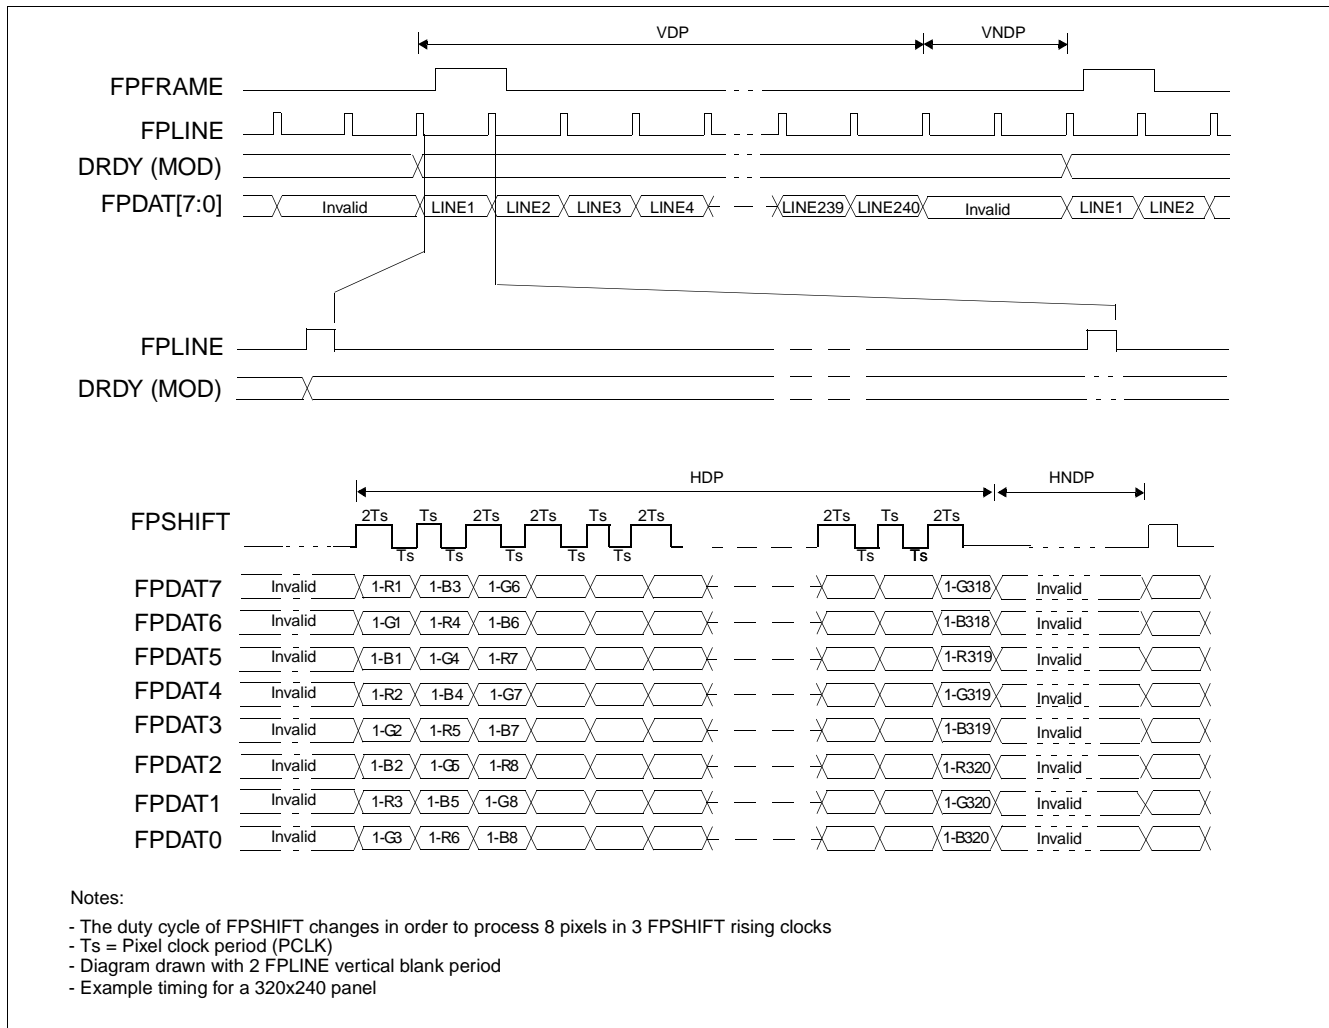 VDP VNDP
FPFRAME
FPLINE
DRDY (MOD)
FPDAT[7:0] Invalid LINE1 LINE2 LINE3 LINE4 LINE239 LINE240 Invalid LINE1 LINE2
FPLINE
DRDY (MOD)
HDP HNDP
FPSHIFT 2Ts Ts 2Ts 2Ts Ts 2Ts 2Ts Ts 2Ts
Ts Ts Ts Ts Ts Ts Ts
FPDAT7 Invalid 1-R1 1-B3 1-G6 1-G318 Invalid
FPDAT6 Invalid 1-G1 1-R4 1-B6 1-B318 Invalid
FPDAT5 Invalid 1-B1 1-G4 1-R7 1-R319 Invalid
FPDAT4 Invalid 1-R2 1-B4 1-G7 1-G319 Invalid
FPDAT3 Invalid 1-G2 1-R5 1-B7 1-B319 Invalid
FPDAT2 Invalid 1-B2 1-G5 1-R8 1-R320 Invalid
FPDAT1 Invalid 1-R3 1-B5 1-G8 1-G320 Invalid
FPDAT0 Invalid 1-G3 1-R6 1-B8 1-B320 Invalid
Notes:
- The duty cycle of FPSHIFT changes in order to process 8 pixels in 3 FPSHIFT rising clocks
- Ts = Pixel clock period (PCLK)
- Diagram drawn with 2 FPLINE vertical blank period
- Example timing for a 320x240 panel